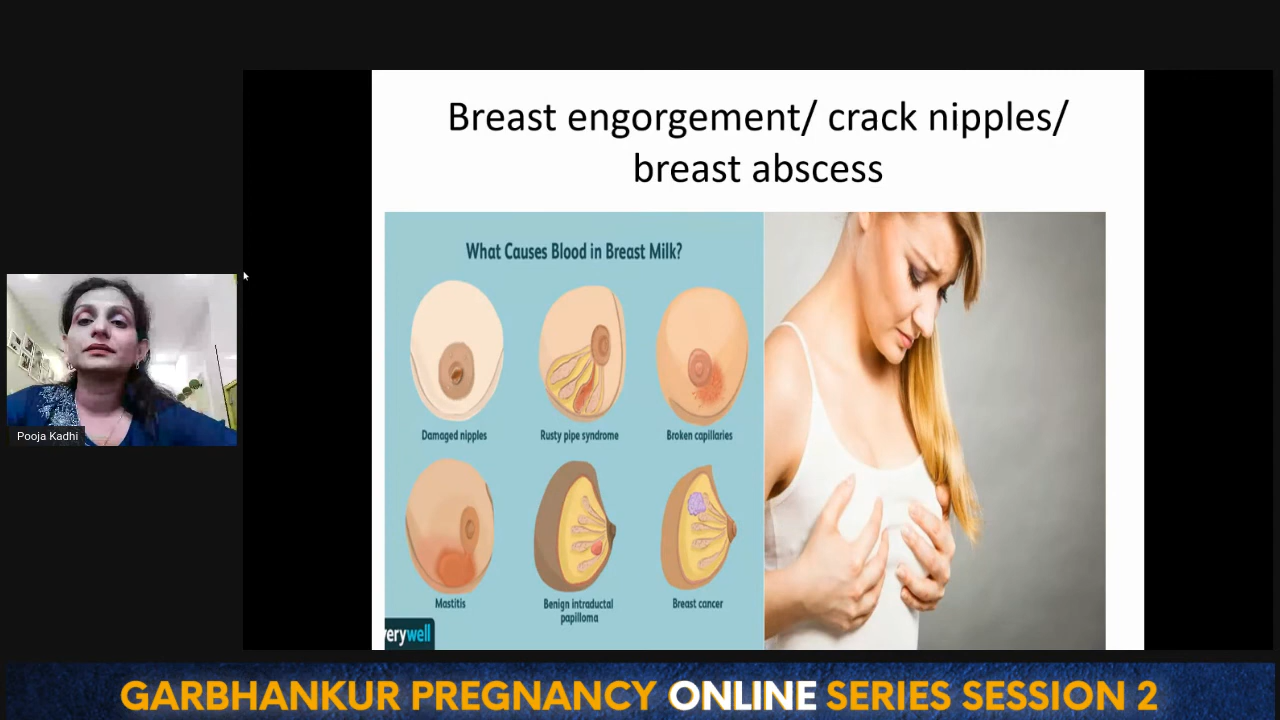 Breast engorgement/ crack nipples/
breast abscess
What Causes Blood in Breast Milk?
Damaged nipples
Rusty pipe syndrome
Broken capillaries
Mastitis
Benign intraductal
papilloma
Breast cancer
verywell
Pooja Kadhi
GARBHANKUR PREGNANCY ONLINE SERIES SESSION 2